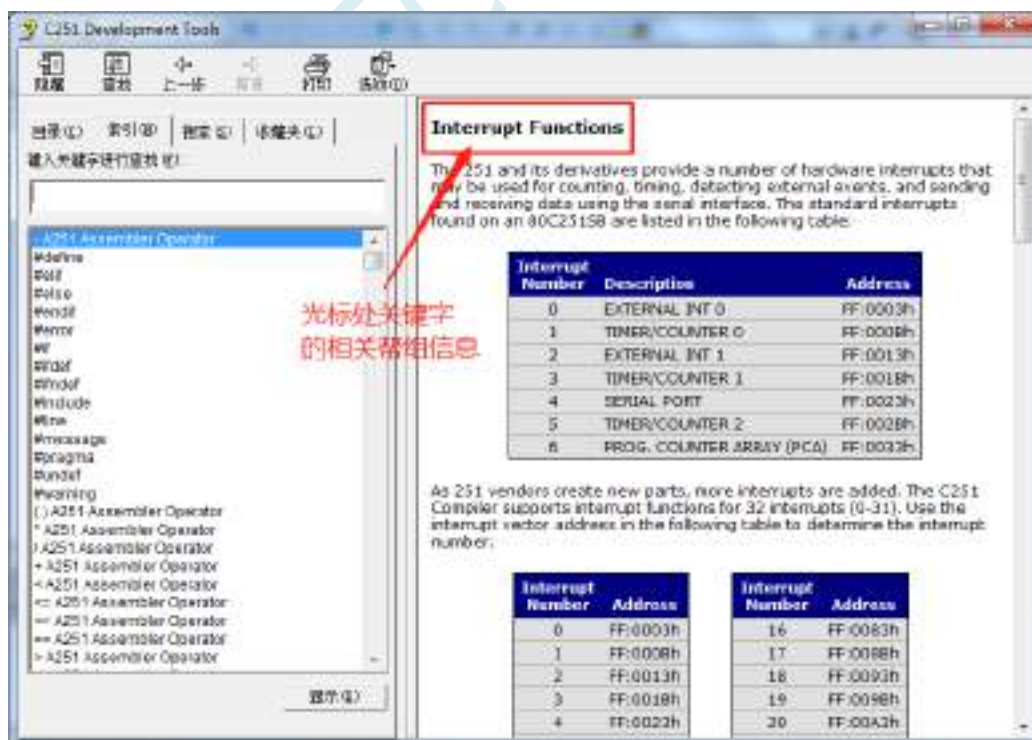 C251 Development Tools
隐藏 查找 上一步 前进 打印 选项(O)
目录(C) 索引(N) 搜索(S) 收藏夹(I)
键入关键字进行查找(W)
- A251 Assembler Operator
#define
#elif
#else
#endif
#error
#if
#ifdef
#ifndef
#include
#line
#message
#pragma
#undef
#warning
() A251 Assembler Operator
* A251 Assembler Operator
/ A251 Assembler Operator
+ A251 Assembler Operator
< A251 Assembler Operator
<= A251 Assembler Operator
A251 Assembler Operator
== A251 Assembler Operator
> A251 Assembler Operator
显示(L)
光标处关键字
的相关帮组信息
Interrupt Functions
The 251 and its derivatives provide a number of hardware interrupts that
may be used for counting, timing, detecting external events, and sending
and receiving data using the serial interface. The standard interrupts
found on an 80C251SB are listed in the following table:
Interrupt Number Description Address
0 EXTERNAL INT 0 FF:0003h
1 TIMER/COUNTER 0 FF:000Bh
2 EXTERNAL INT 1 FF:0013h
3 TIMER/COUNTER 1 FF:001Bh
4 SERIAL PORT FF:0023h
5 TIMER/COUNTER 2 FF:002Bh
6 PROG. COUNTER ARRAY (PCA) FF:0033h
As 251 vendors create new parts, more interrupts are added. The C251
Compiler supports interrupt functions for 32 interrupts (0-31). Use the
interrupt vector address in the following table to determine the interrupt
number.
Interrupt Number Address Interrupt Number Address
0 FF:0003h 16 FF:0083h
1 FF:000Bh 17 FF:008Bh
2 FF:0013h 18 FF:0093h
3 FF:001Bh 19 FF:009Bh
4 FF:0023h 20 FF:00A3h